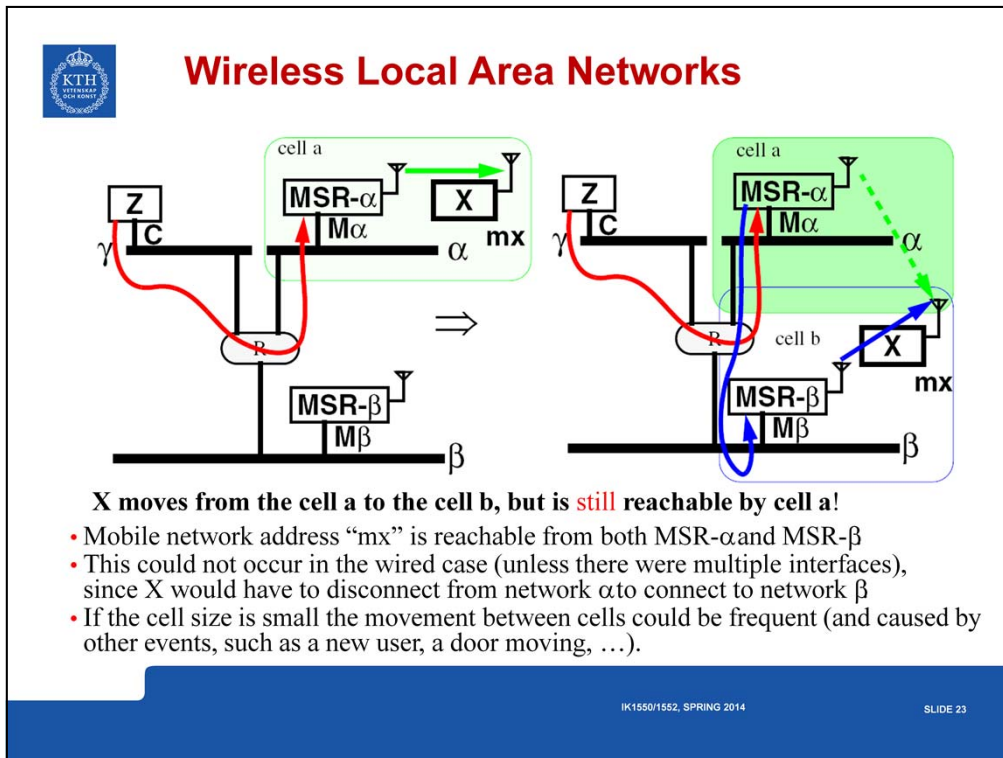 KTH
VETENSKAP
OCH KONST
Wireless Local Area Networks
cell a
Z
C
γ
MSR-α
Mα
X
mx
α
R
MSR-β
Mβ
β
⇒
cell a
Z
C
γ
MSR-α
Mα
α
R
cell b
X
mx
MSR-β
Mβ
β
X moves from the cell a to the cell b, but is still reachable by cell a!
• Mobile network address “mx” is reachable from both MSR-αand MSR-β
• This could not occur in the wired case (unless there were multiple interfaces),
since X would have to disconnect from network αto connect to network β
• If the cell size is small the movement between cells could be frequent (and caused by
other events, such as a new user, a door moving, …).
IK1550/1552, SPRING 2014
SLIDE 23